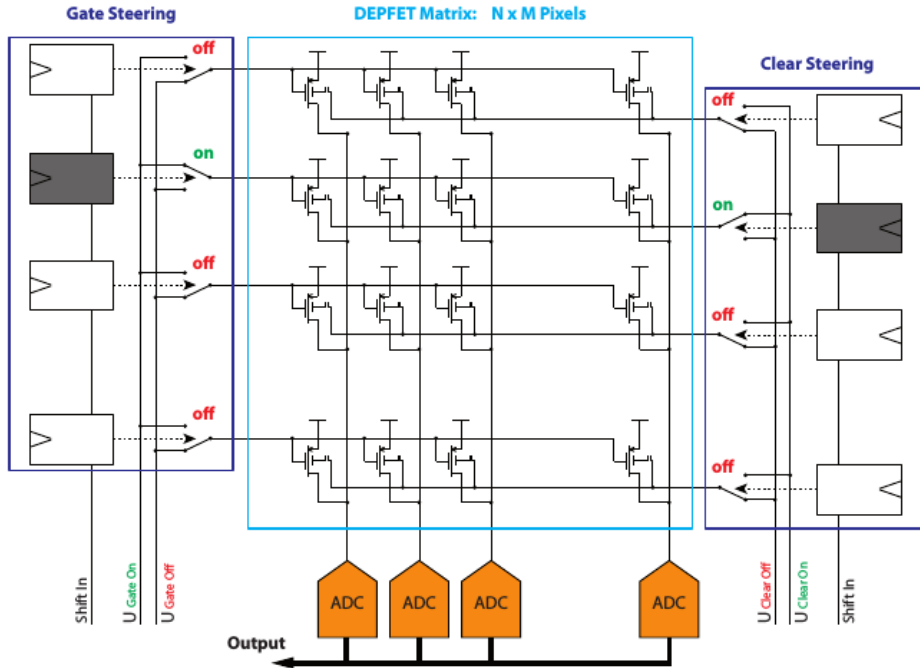 Gate Steering
DEPFET Matrix: N x M Pixels
Clear Steering
off
off
on
on
off
off
off
off
Shift In
U Gate On
U Gate Off
ADC
ADC
ADC
ADC
U Clear Off
U Clear On
Shift In
Output